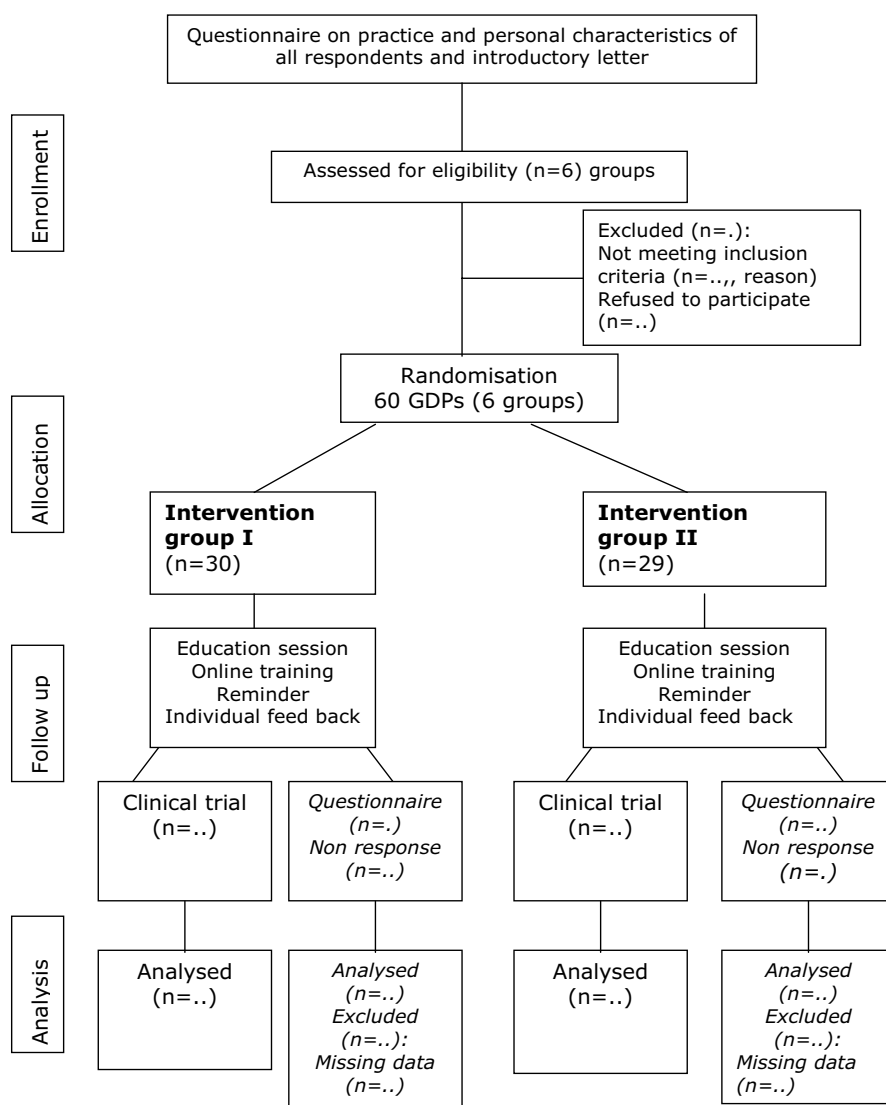 Questionnaire on practice and personal characteristics of
all respondents and introductory letter
Enrollment
Assessed for eligibility (n=6) groups
Excluded (n=.):
Not meeting inclusion
criteria (n=..,, reason)
Refused to participate
(n=..)
Randomisation
60 GDPs (6 groups)
Allocation
Intervention
group I
(n=30)
Intervention
group II
(n=29)
Follow up
Education session
Online training
Reminder
Individual feed back
Education session
Online training
Reminder
Individual feed back
Clinical trial
(n=..)
Questionnaire
(n=.)
Non response
(n=..)
Clinical trial
(n=..)
Questionnaire
(n=..)
Non response
(n=.)
Analysis
Analysed
(n=..)
Analysed
(n=..)
Excluded
(n=..):
Missing data
(n=..)
Analysed
(n=..)
Analysed
(n=..)
Excluded
(n=..):
Missing data
(n=..)